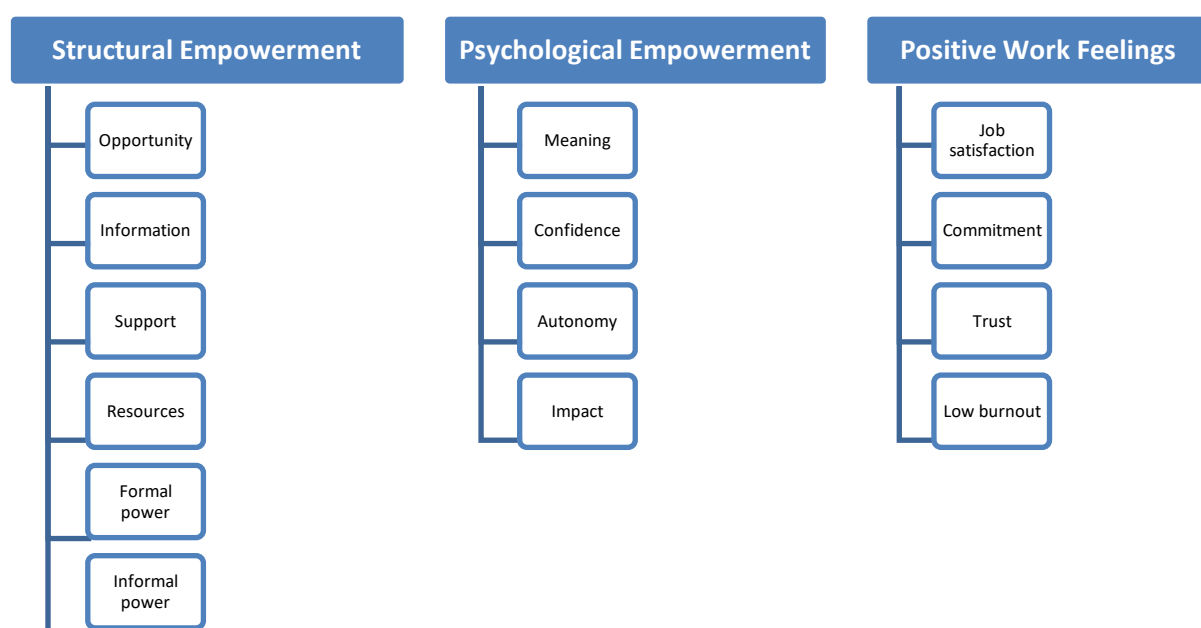 Structural Empowerment
Opportunity
Information
Support
Resources
Formal
power
Informal
power
Psychological Empowerment
Meaning
Confidence
Autonomy
Impact
Positive Work Feelings
Job
satisfaction
Commitment
Trust
Low burnout